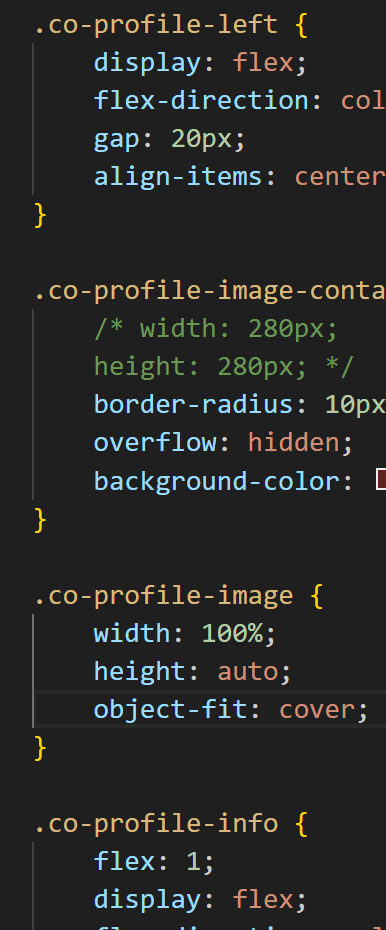 .co-profile-left {
display: flex;
flex-direction: col
gap: 20px;
align-items: center
}
.co-profile-image-conta
/* width: 280px;
height: 280px; */
border-radius: 10px
overflow: hidden;
background-color:
}
.co-profile-image {
width: 100%;
height: auto;
object-fit: cover;
}
.co-profile-info {
flex: 1;
display: flex;